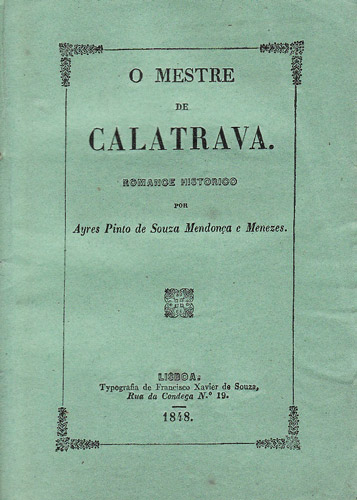 O MESTRE
DE
CALATRAVA.
ROMANCE HISTORICO
POR
Ayres Pinto de Souza Mendonça e Menezes.
LISBOA,
Typografia de Francisco Xavier de Souza,
Rua da Condeça N.º 19.
1848.